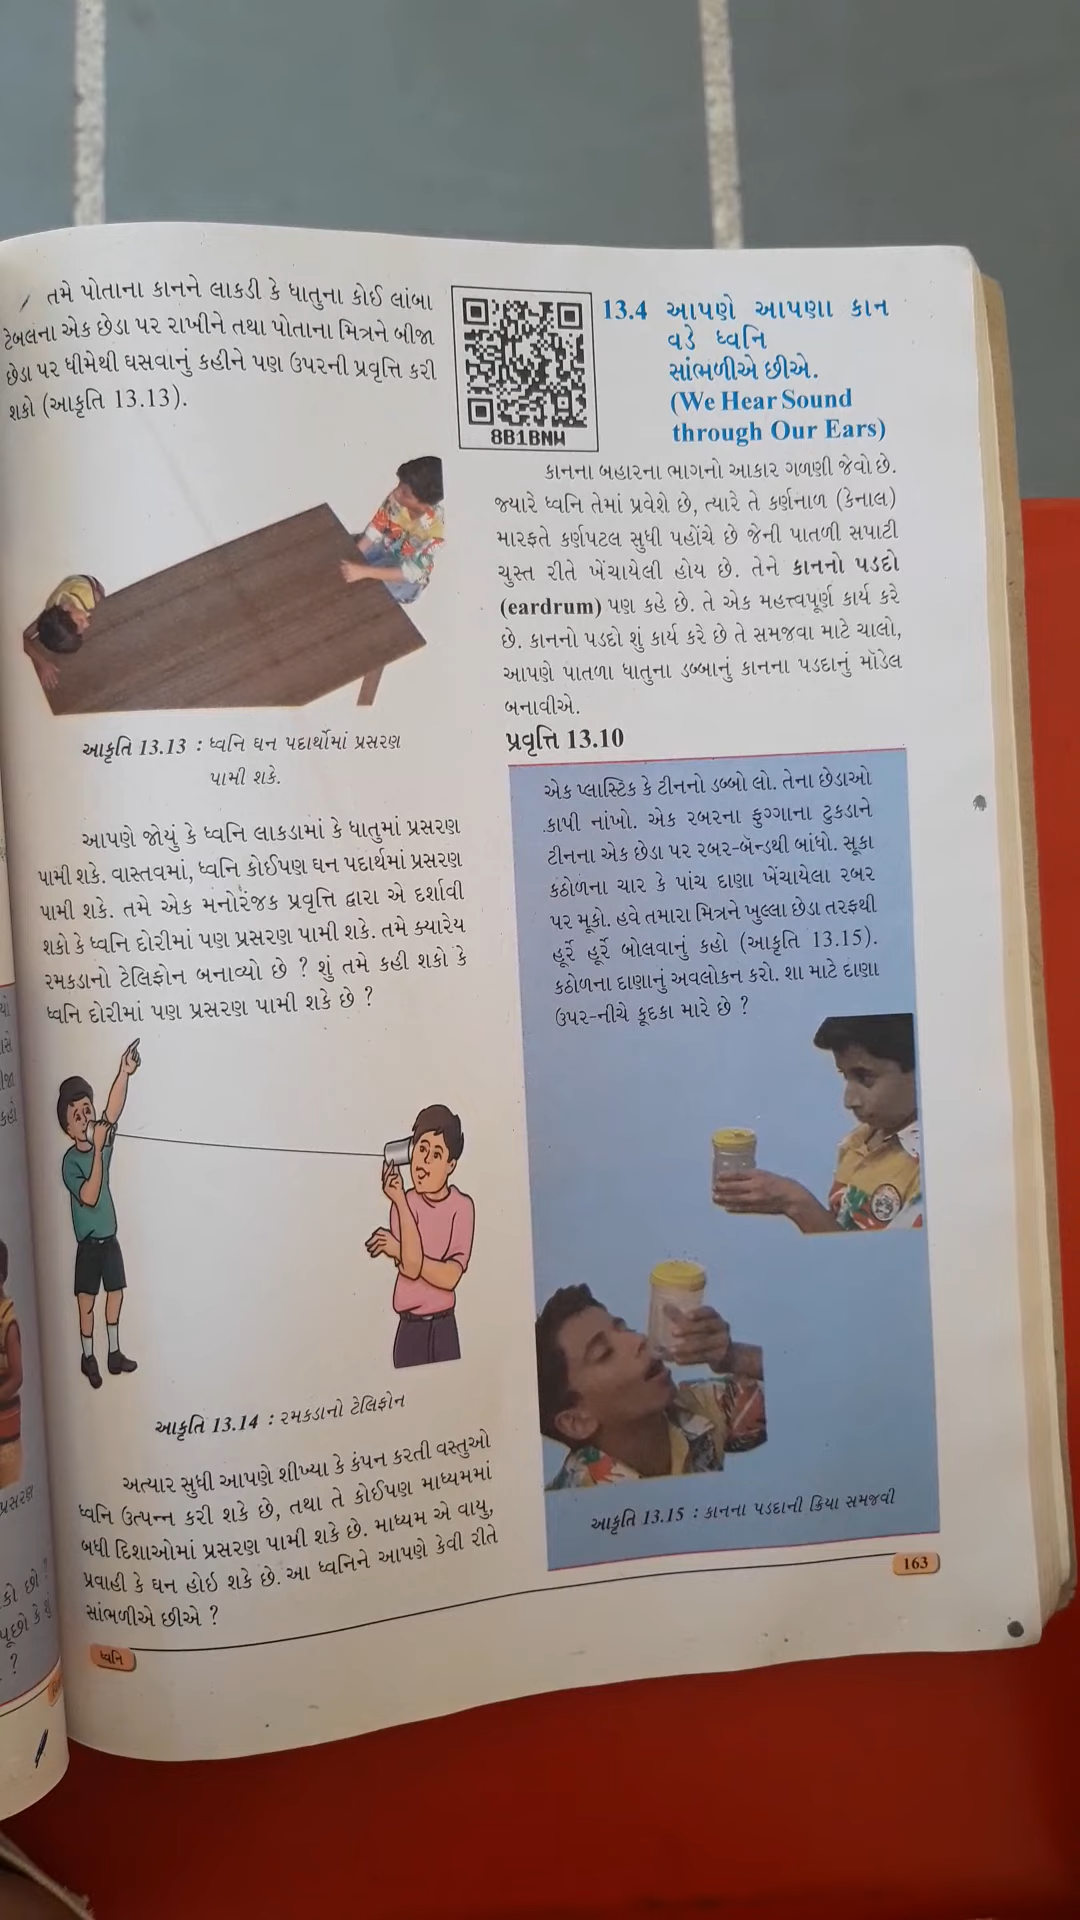 તમે પોતાના કાનને લાકડી કે ધાતુના કોઈ લાંબા
ટેબલના એક છેડા પર રાખીને તથા પોતાના મિત્રને બીજા
છેડા પર ધીમેથી ઘસવાનું કહીને પણ ઉપરની પ્રવૃત્તિ કરી
શકો (આકૃતિ 13.13).
આકૃતિ 13.13 : ધ્વનિ ઘન પદાર્થોમાં પ્રસરણ
પામી શકે.
આપણે જોયું કે ધ્વનિ લાકડામાં કે ધાતુમાં પ્રસરણ
પામી શકે. વાસ્તવમાં, ધ્વનિ કોઈપણ ઘન પદાર્થમાં પ્રસરણ
પામી શકે. તમે એક મનોરંજક પ્રવૃત્તિ દ્વારા એ દર્શાવી
શકો કે ધ્વનિ દોરીમાં પણ પ્રસરણ પામી શકે. તમે ક્યારેય
રમકડાનો ટેલિફોન બનાવ્યો છે ? શું તમે કહી શકો કે
ધ્વનિ દોરીમાં પણ પ્રસરણ પામી શકે છે ?
આકૃતિ 13.14 : રમકડાનો ટેલિફોન
અત્યાર સુધી આપણે શીખ્યા કે કંપન કરતી વસ્તુઓ
ધ્વનિ ઉત્પન્ન કરી શકે છે, તથા તે કોઈપણ માધ્યમમાં
બધી દિશાઓમાં પ્રસરણ પામી શકે છે. માધ્યમ એ વાયુ,
પ્રવાહી કે ઘન હોઇ શકે છે. આ ધ્વનિને આપણે કેવી રીતે
સાંભળીએ છીએ ?
ધ્વનિ
8B1BNW
13.4 આપણે આપણા કાન
વડે ધ્વનિ
સાંભળીએ છીએ.
(We Hear Sound
through Our Ears)
કાનના બહારના ભાગનો આકાર ગળણી જેવો છે.
જ્યારે ધ્વનિ તેમાં પ્રવેશે છે, ત્યારે તે કર્ણનાળ (કેનાલ)
મારફતે કર્ણપટલ સુધી પહોંચે છે જેની પાતળી સપાટી
ચુસ્ત રીતે ખેંચાયેલી હોય છે. તેને કાનનો પડદો
(eardrum) પણ કહે છે. તે એક મહત્ત્વપૂર્ણ કાર્ય કરે
છે. કાનનો પડદો શું કાર્ય કરે છે તે સમજવા માટે ચાલો,
આપણે પાતળા ધાતુના ડબ્બાનું કાનના પડદાનું મૉડેલ
બનાવીએ.
પ્રવૃત્તિ 13.10
એક પ્લાસ્ટિક કે ટીનનો ડબ્બો લો. તેના છેડાઓ
કાપી નાંખો. એક રબરના ફુગ્ગાના ટુકડાને
ટીનના એક છેડા પર રબર-બૅન્ડથી બાંધો. સૂકા
કઠોળના ચાર કે પાંચ દાણા ખેંચાયેલા રબર
પર મૂકો. હવે તમારા મિત્રને ખુલ્લા છેડા તરફથી
હૂર્રે હૂર્રે બોલવાનું કહો (આકૃતિ 13.15).
કઠોળના દાણાનું અવલોકન કરો. શા માટે દાણા
ઉપર-નીચે કૂદકા મારે છે ?
આકૃતિ 13.15 : કાનના પડદાની ક્રિયા સમજવી
163